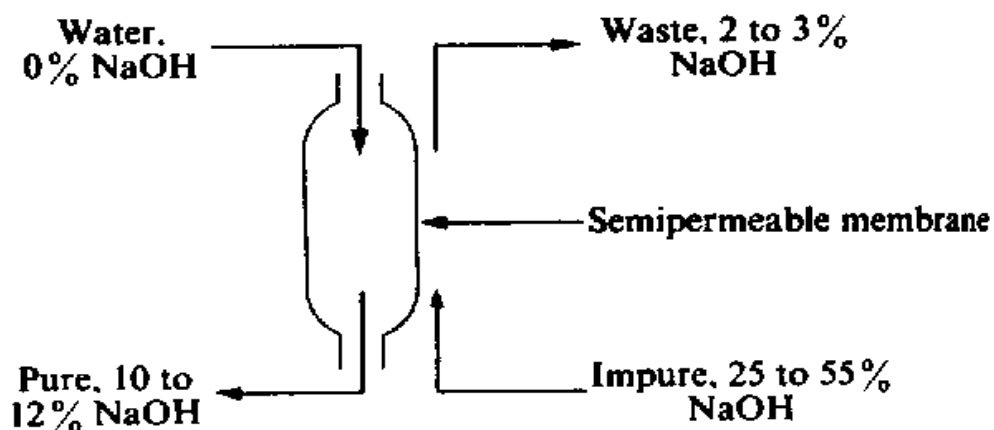 Water.
0% NaOH
Waste, 2 to 3%
NaOH
Semipermeable membrane
Pure, 10 to
12% NaOH
Impure, 25 to 55%
NaOH